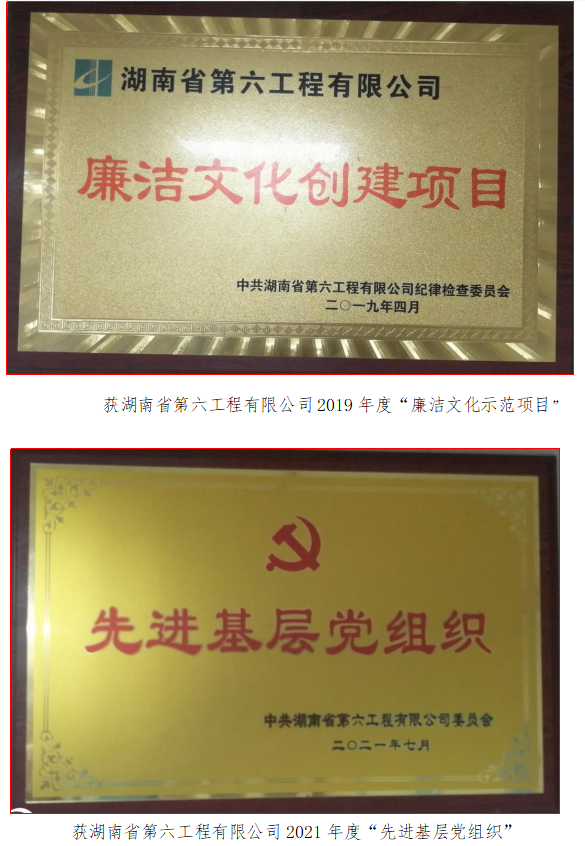 湖南省第六工程有限公司
廉洁文化创建项目
中共湖南省第六工程有限公司纪律检查委员会
二〇一九年四月
获湖南省第六工程有限公司2019年度“廉洁文化示范项目”
先进基层党组织
中共湖南省第六工程有限公司委员会
二〇二一年七月
获湖南省第六工程有限公司2021年度“先进基层党组织”